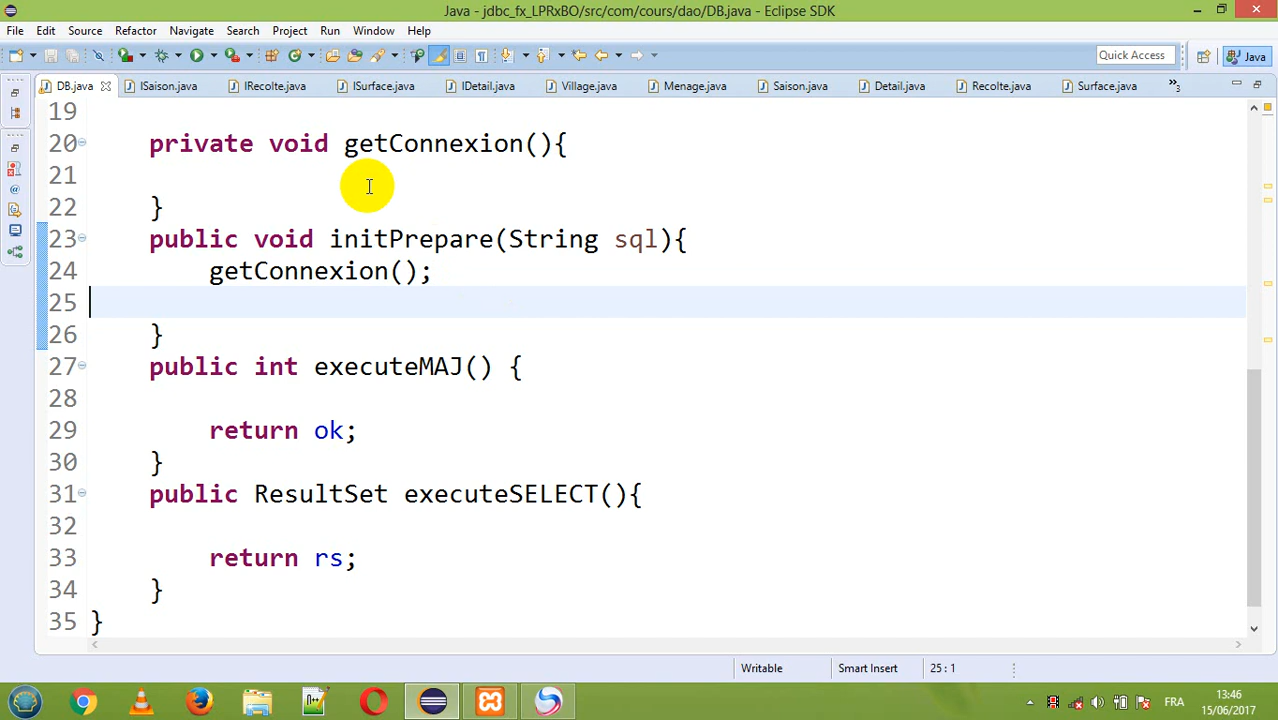 Java - jdbc_fx_LPRxBO/src/com/cours/dao/DB.java - Eclipse SDK
File Edit Source Refactor Navigate Search Project Run Window Help
Quick Access Java
DB.java ISaison.java IRecolte.java ISurface.java IDetail.java Village.java Menage.java Saison.java Detail.java Recolte.java Surface.java »3
19
20 private void getConnexion(){
21
22 }
23 public void initPrepare(String sql){
24 getConnexion();
25
26 }
27 public int executeMAJ() {
28
29 return ok;
30 }
31 public ResultSet executeSELECT(){
32
33 return rs;
34 }
35 }
Writable Smart Insert 25 : 1
FRA 13:46
15/06/2017